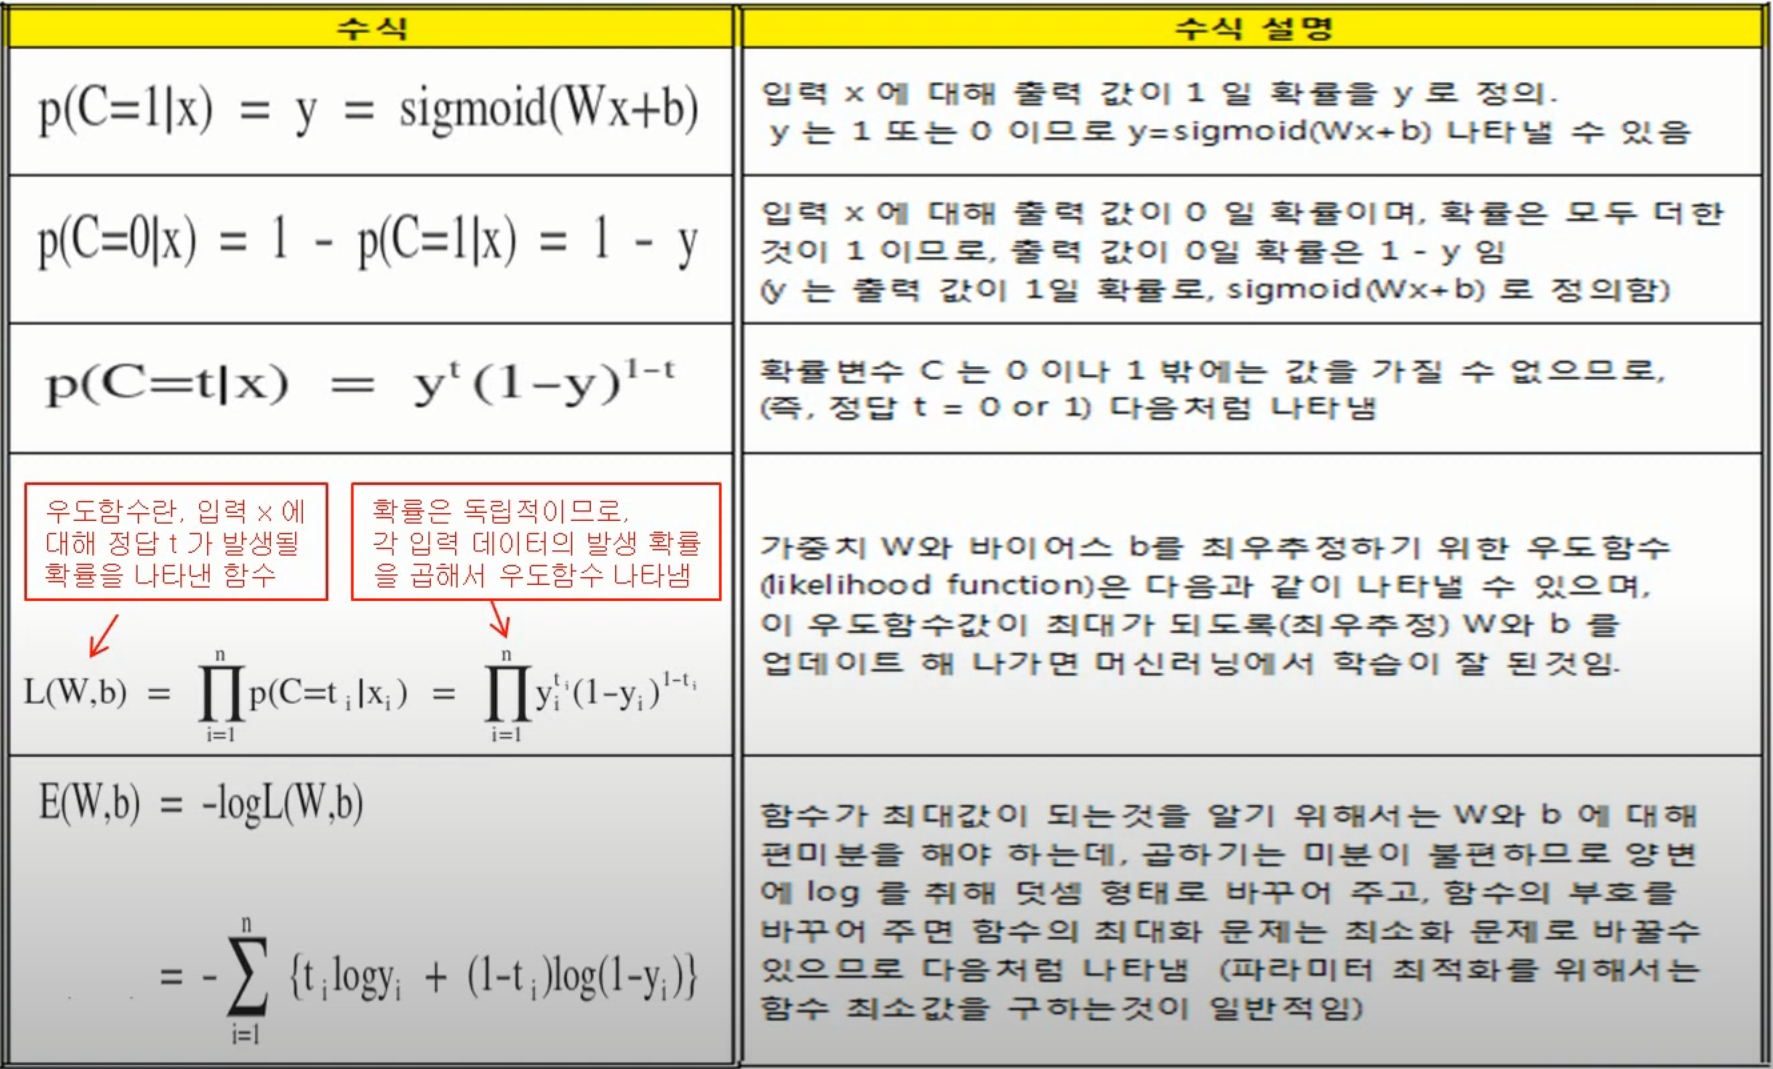 수식
수식 설명
p(C=1|x) = y = sigmoid(Wx+b)
입력 x 에 대해 출력 값이 1 일 확률을 y 로 정의.
y 는 1 또는 0 이므로 y=sigmoid(Wx+b) 나타낼 수 있음
p(C=0|x) = 1 - p(C=1|x) = 1 - y
입력 x 에 대해 출력 값이 0 일 확률이며, 확률은 모두 더한
것이 1 이므로, 출력 값이 0일 확률은 1 - y 임
(y 는 출력 값이 1일 확률로, sigmoid(Wx+b) 로 정의함)
p(C=t|x) = y^t (1-y)^{1-t}
확률변수 C 는 0 이나 1 밖에는 값을 가질 수 없으므로,
(즉, 정답 t = 0 or 1) 다음처럼 나타냄
우도함수란, 입력 x 에
대해 정답 t 가 발생될
확률을 나타낸 함수
확률은 독립적이므로,
각 입력 데이터의 발생 확률
을 곱해서 우도함수 나타냄
L(W,b) = ∏_{i=1}^{n} p(C=t_i|x_i) = ∏_{i=1}^{n} y_i^{t_i}(1-y_i)^{1-t_i}
가중치 W와 바이어스 b를 최우추정하기 위한 우도함수
(likelihood function)은 다음과 같이 나타낼 수 있으며,
이 우도함수값이 최대가 되도록(최우추정) W와 b 를
업데이트 해 나가면 머신러닝에서 학습이 잘 된것임.
E(W,b) = -logL(W,b)
= -∑_{i=1}^{n} {t_i logy_i + (1-t_i)log(1-y_i)}
함수가 최대값이 되는것을 알기 위해서는 W와 b 에 대해
편미분을 해야 하는데, 곱하기는 미분이 불편하므로 양변
에 log 를 취해 덧셈 형태로 바꾸어 주고, 함수의 부호를
바꾸어 주면 함수의 최대화 문제는 최소화 문제로 바꿀수
있으므로 다음처럼 나타냄 (파라미터 최적화를 위해서는
함수 최소값을 구하는것이 일반적임)